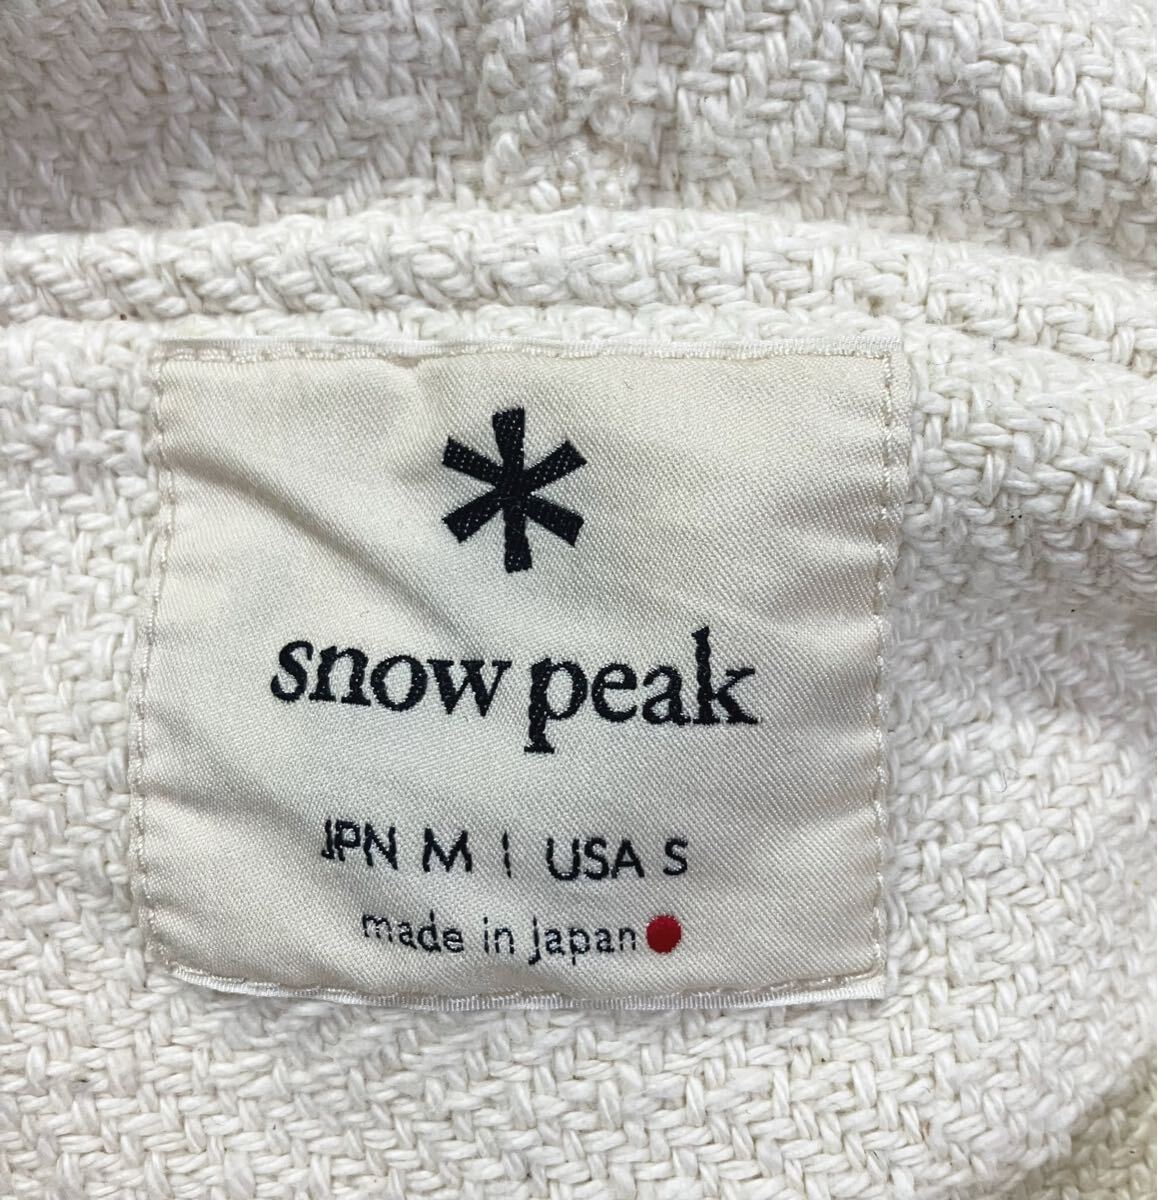 snow peak
JPN M | USA S
made in Japan